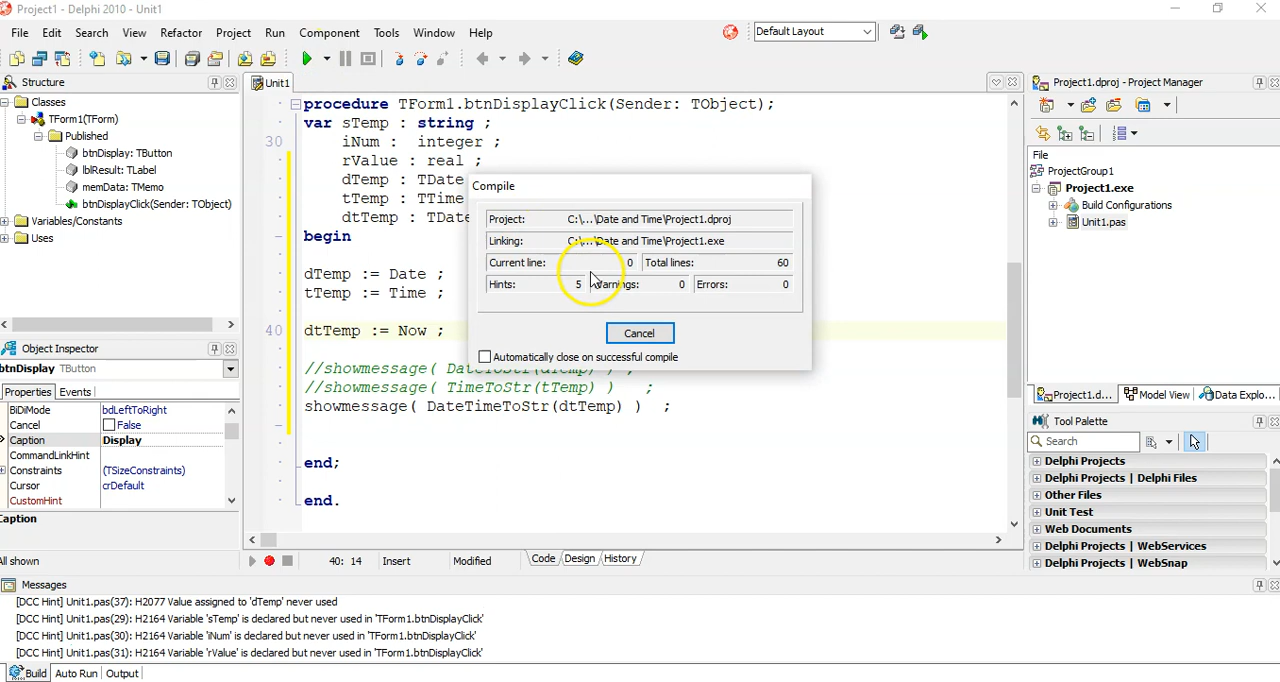 Project1 - Delphi 2010 - Unit1
File Edit Search View Refactor Project Run Component Tools Window Help
Default Layout
Structure
Classes
TForm1(TForm)
Published
btnDisplay: TButton
lblResult: TLabel
memData: TMemo
btnDisplayClick(Sender: TObject)
Variables/Constants
Uses
Object Inspector
btnDisplay TButton
Properties Events
BiDiMode bdLeftToRight
Cancel False
Caption Display
CommandLinkHint
Constraints (TSizeConstraints)
Cursor crDefault
CustomHint
Caption
All shown
Unit1
procedure TForm1.btnDisplayClick(Sender: TObject);
var sTemp : string ;
30 iNum : integer ;
rValue : real ;
dTemp : TDate
tTemp : TTime
dtTemp : TDate
begin
dTemp := Date ;
tTemp := Time ;
40 dtTemp := Now ;
//showmessage( DateToStr(dTemp) ) ;
//showmessage( TimeToStr(tTemp) ) ;
showmessage( DateTimeToStr(dtTemp) ) ;
end;
end.
40: 14 Insert Modified Code Design History
Compile
Project: C:\...\Date and Time\Project1.dproj
Linking: C:\...\Date and Time\Project1.exe
Current line: 0 Total lines: 60
Hints: 5 Warnings: 0 Errors: 0
Cancel
Automatically close on successful compile
Project1.dproj - Project Manager
File
ProjectGroup1
Project1.exe
Build Configurations
Unit1.pas
Project1.d... Model View Data Explo...
Tool Palette
Search
Delphi Projects
Delphi Projects | Delphi Files
Other Files
Unit Test
Web Documents
Delphi Projects | WebServices
Delphi Projects | WebSnap
Messages
[DCC Hint] Unit1.pas(37): H2077 Value assigned to 'dTemp' never used
[DCC Hint] Unit1.pas(29): H2164 Variable 'sTemp' is declared but never used in 'TForm1.btnDisplayClick'
[DCC Hint] Unit1.pas(30): H2164 Variable 'iNum' is declared but never used in 'TForm1.btnDisplayClick'
[DCC Hint] Unit1.pas(31): H2164 Variable 'rValue' is declared but never used in 'TForm1.btnDisplayClick'
Build Auto Run Output